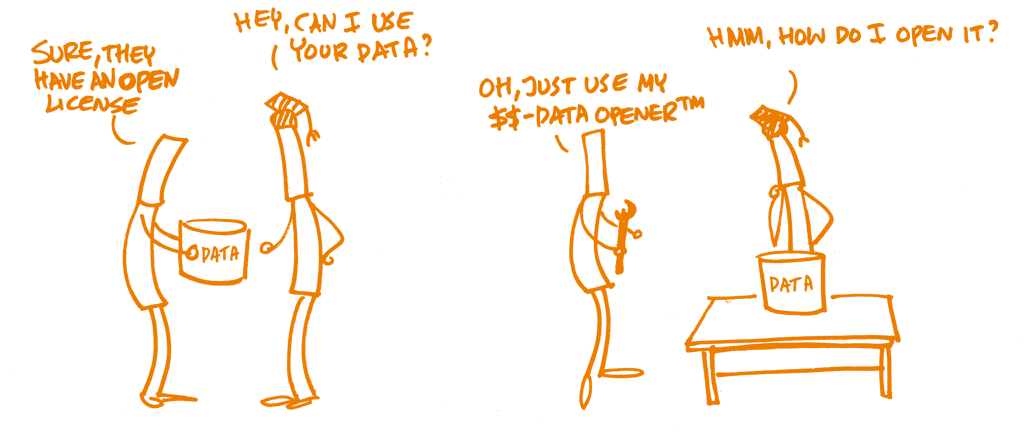 HEY, CAN I USE
YOUR DATA?
SURE, THEY
HAVE AN OPEN
LICENSE
DATA
HMM, HOW DO I OPEN IT?
OH, JUST USE MY
$$-DATA OPENER™
DATA